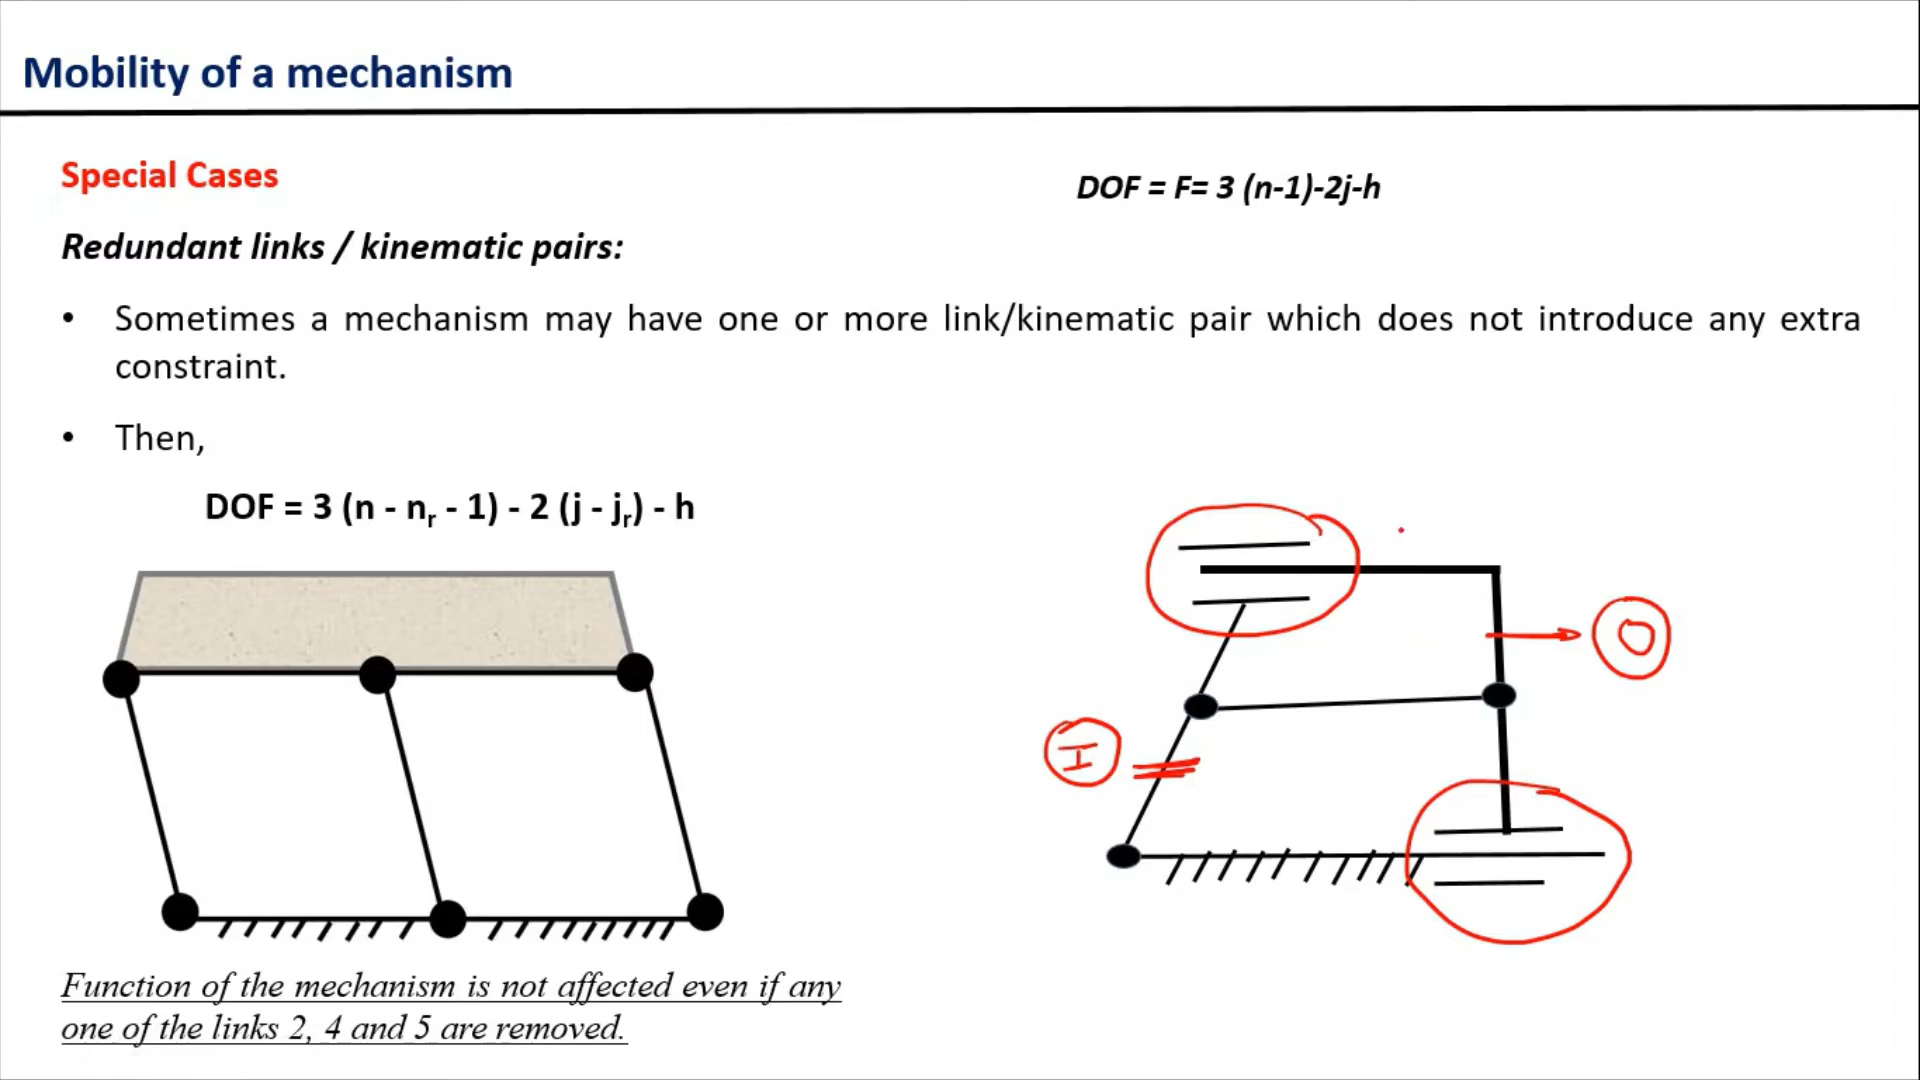 Mobility of a mechanism
Special Cases
DOF = F= 3 (n-1)-2j-h
Redundant links / kinematic pairs:
• Sometimes a mechanism may have one or more link/kinematic pair which does not introduce any extra
constraint.
• Then,
DOF = 3 (n - nᵣ - 1) - 2 (j - jᵣ) - h
O
I
Function of the mechanism is not affected even if any
one of the links 2, 4 and 5 are removed.